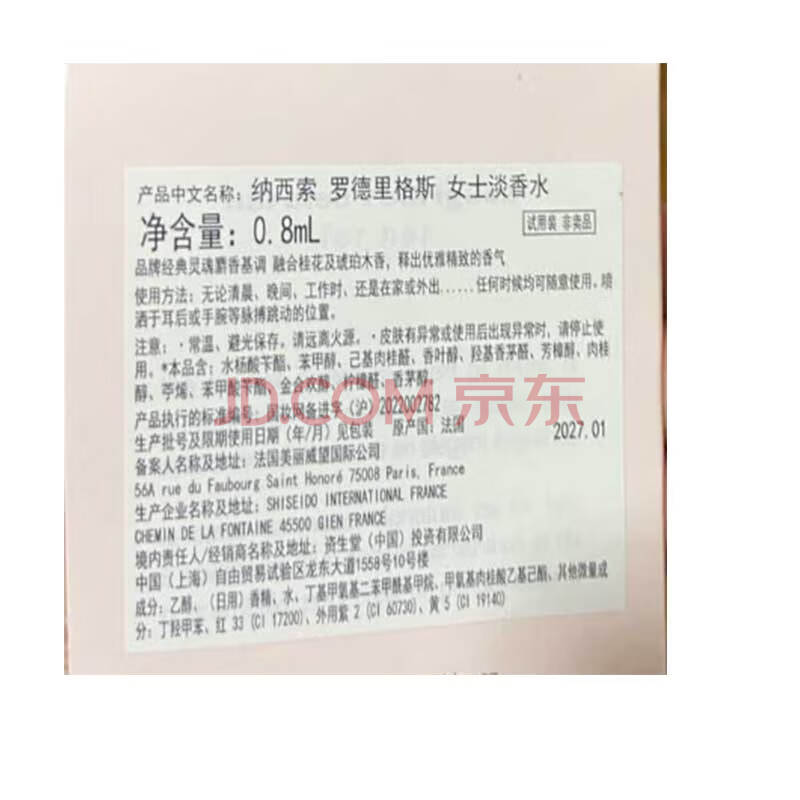 产品中文名称：纳西索 罗德里格斯 女士淡香水
净含量：0.8mL
试用装 非卖品
品牌经典灵魂麝香基调 融合桂花及琥珀木香，释出优雅精致的香气
使用方法：无论清晨、晚间、工作时、还是在家或外出......任何时候均可随意使用。喷
洒于耳后或手腕等脉搏跳动的位置。
注意：·常温、避光保存。请远离火源。·皮肤有异常或使用后出现异常时，请停止使
用。*本品含：水杨酸苄酯、苯甲醇、己基肉桂醛、香叶醇、羟基香茅醛、芳樟醇、肉桂
醇、苧烯、苯甲酸苄酯、金合欢醇、柠檬醛、香茅醇
JD.COM 京东
产品执行的标准编号：国妆网备进字（沪）2022002782
生产批号及限期使用日期（年/月）见包装 原产国：法国
2027.01
备案人名称及地址：法国美丽威望国际公司
56A rue du Faubourg Saint Honoré 75008 Paris, France
生产企业名称及地址：SHISEIDO INTERNATIONAL FRANCE
CHEMIN DE LA FONTAINE 45500 GIEN FRANCE
境内责任人/经销商名称及地址：资生堂（中国）投资有限公司
中国（上海）自由贸易试验区龙东大道1558号10号楼
成分：乙醇、（日用）香精、水、丁基甲氧基二苯甲酰基甲烷、甲氧基肉桂酸乙基己酯、其他微量成
分：丁羟甲苯、红 33 (CI 17200)、外用紫 2 (CI 60730)、黄 5 (CI 19140)